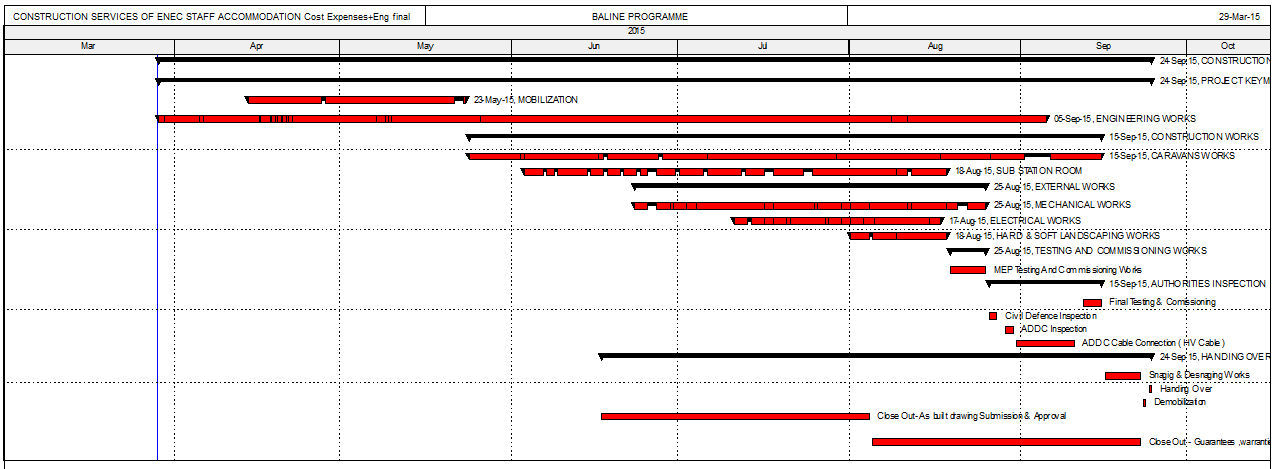 CONSTRUCTION SERVICES OF ENEC STAFF ACCOMMODATION Cost Expenses+Eng final BALINE PROGRAMME 29-Mar-15
2015
Mar Apr May Jun Jul Aug Sep Oct
24-Sep-15, CONSTRUCTION
24-Sep-15, PROJECT KEYM
23-May-15, MOBILIZATION
05-Sep-15, ENGINEERING WORKS
15-Sep-15, CONSTRUCTION WORKS
15-Sep-15, CARAVANS WORKS
18-Aug-15, SUB STATION ROOM
25-Aug-15, EXTERNAL WORKS
25-Aug-15, MECHANICAL WORKS
17-Aug-15, ELECTRICAL WORKS
18-Aug-15, HARD & SOFT LANDSCAPING WORKS
25-Aug-15, TESTING AND COMMISSIONING WORKS
MEP Testing And Commissioning Works
15-Sep-15, AUTHORITIES INSPECTION
Final Testing & Comissioning
Civil Defence Inspection
ADDC Inspection
ADDC Cable Connection ( HV Cable )
24-Sep-15, HANDING OVER
Snagig & Desnaging Works
Handing Over
Demobilization
Close Out-As built drawing Submission & Approval
Close Out - Guarantees ,warrantie